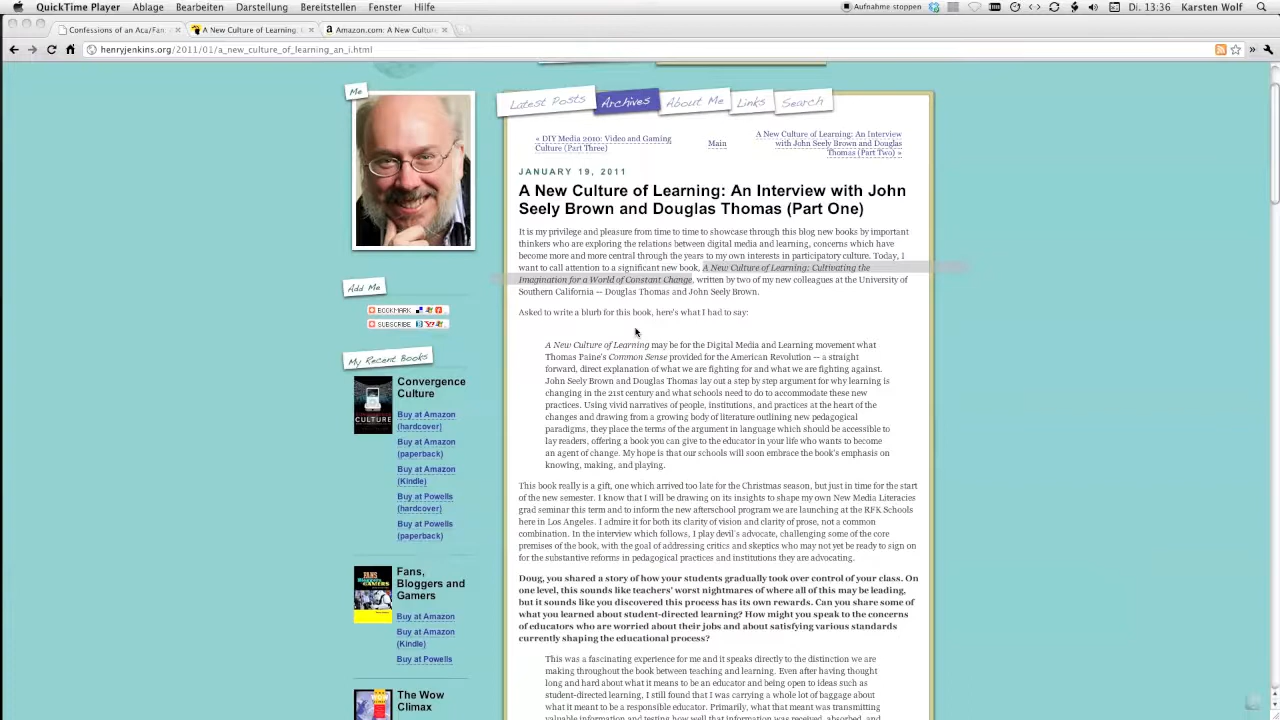 QuickTime Player Ablage Bearbeiten Darstellung Bereitstellen Fenster Hilfe
Aufnahme stoppen Di. 13:36 Karsten Wolf
Confessions of an Aca/Fan
A New Culture of Learning.
Amazon.com: A New Cultur
henryjenkins.org/2011/01/a_new_culture_of_learning_an_i.html
Me
Latest Posts
Archives
About Me
Links
Search
« DIY Media 2010: Video and Gaming
Culture (Part Three)
Main
A New Culture of Learning: An Interview
with John Seely Brown and Douglas
Thomas (Part Two) »
JANUARY 19, 2011
A New Culture of Learning: An Interview with John
Seely Brown and Douglas Thomas (Part One)
It is my privilege and pleasure from time to time to showcase through this blog new books by important
thinkers who are exploring the relations between digital media and learning, concerns which have
become more and more central through the years to my own interests in participatory culture. Today, I
want to call attention to a significant new book, A New Culture of Learning: Cultivating the
Imagination for a World of Constant Change, written by two of my new colleagues at the University of
Southern California -- Douglas Thomas and John Seely Brown.
Asked to write a blurb for this book, here's what I had to say:
A New Culture of Learning may be for the Digital Media and Learning movement what
Thomas Paine's Common Sense provided for the American Revolution -- a straight
forward, direct explanation of what we are fighting for and what we are fighting against.
John Seely Brown and Douglas Thomas lay out a step by step argument for why learning is
changing in the 21st century and what schools need to do to accommodate these new
practices. Using vivid narratives of people, institutions, and practices at the heart of the
changes and drawing from a growing body of literature outlining new pedagogical
paradigms, they place the terms of the argument in language which should be accessible to
lay readers, offering a book you can give to the educator in your life who wants to become
an agent of change. My hope is that our schools will soon embrace the book's emphasis on
knowing, making, and playing.
This book really is a gift, one which arrived too late for the Christmas season, but just in time for the start
of the new semester. I know that I will be drawing on its insights to shape my own New Media Literacies
grad seminar this term and to inform the new afterschool program we are launching at the RFK Schools
here in Los Angeles. I admire it for both its clarity of vision and clarity of prose, not a common
combination. In the interview which follows, I play devil's advocate, challenging some of the core
premises of the book, with the goal of addressing critics and skeptics who may not yet be ready to sign on
for the substantive reforms in pedagogical practices and institutions they are advocating.
Doug, you shared a story of how your students gradually took over control of your class. On
one level, this sounds like teachers' worst nightmares of where all of this may be leading,
but it sounds like you discovered this process has its own rewards. Can you share some of
what you learned about student-directed learning? How might you speak to the concerns
of educators who are worried about their jobs and about satisfying various standards
currently shaping the educational process?
This was a fascinating experience for me and it speaks directly to the distinction we are
making throughout the book between teaching and learning. Even after having thought
long and hard about what it means to be an educator and being open to ideas such as
student-directed learning, I still found that I was carrying a whole lot of baggage about
what it meant to be a responsible educator. Primarily, what that meant was transmitting
valuable information and testing how well that information was received, absorbed, and
Add Me
BOOKMARK
SUBSCRIBE
My Recent Books
CULTURE
Convergence
Culture
Buy at Amazon
(hardcover)
Buy at Amazon
(paperback)
Buy at Amazon
(Kindle)
Buy at Powells
(hardcover)
Buy at Powells
(paperback)
Fans,
Bloggers and
Gamers
Buy at Amazon
Buy at Amazon
(Kindle)
Buy at Powells
The Wow
Climax